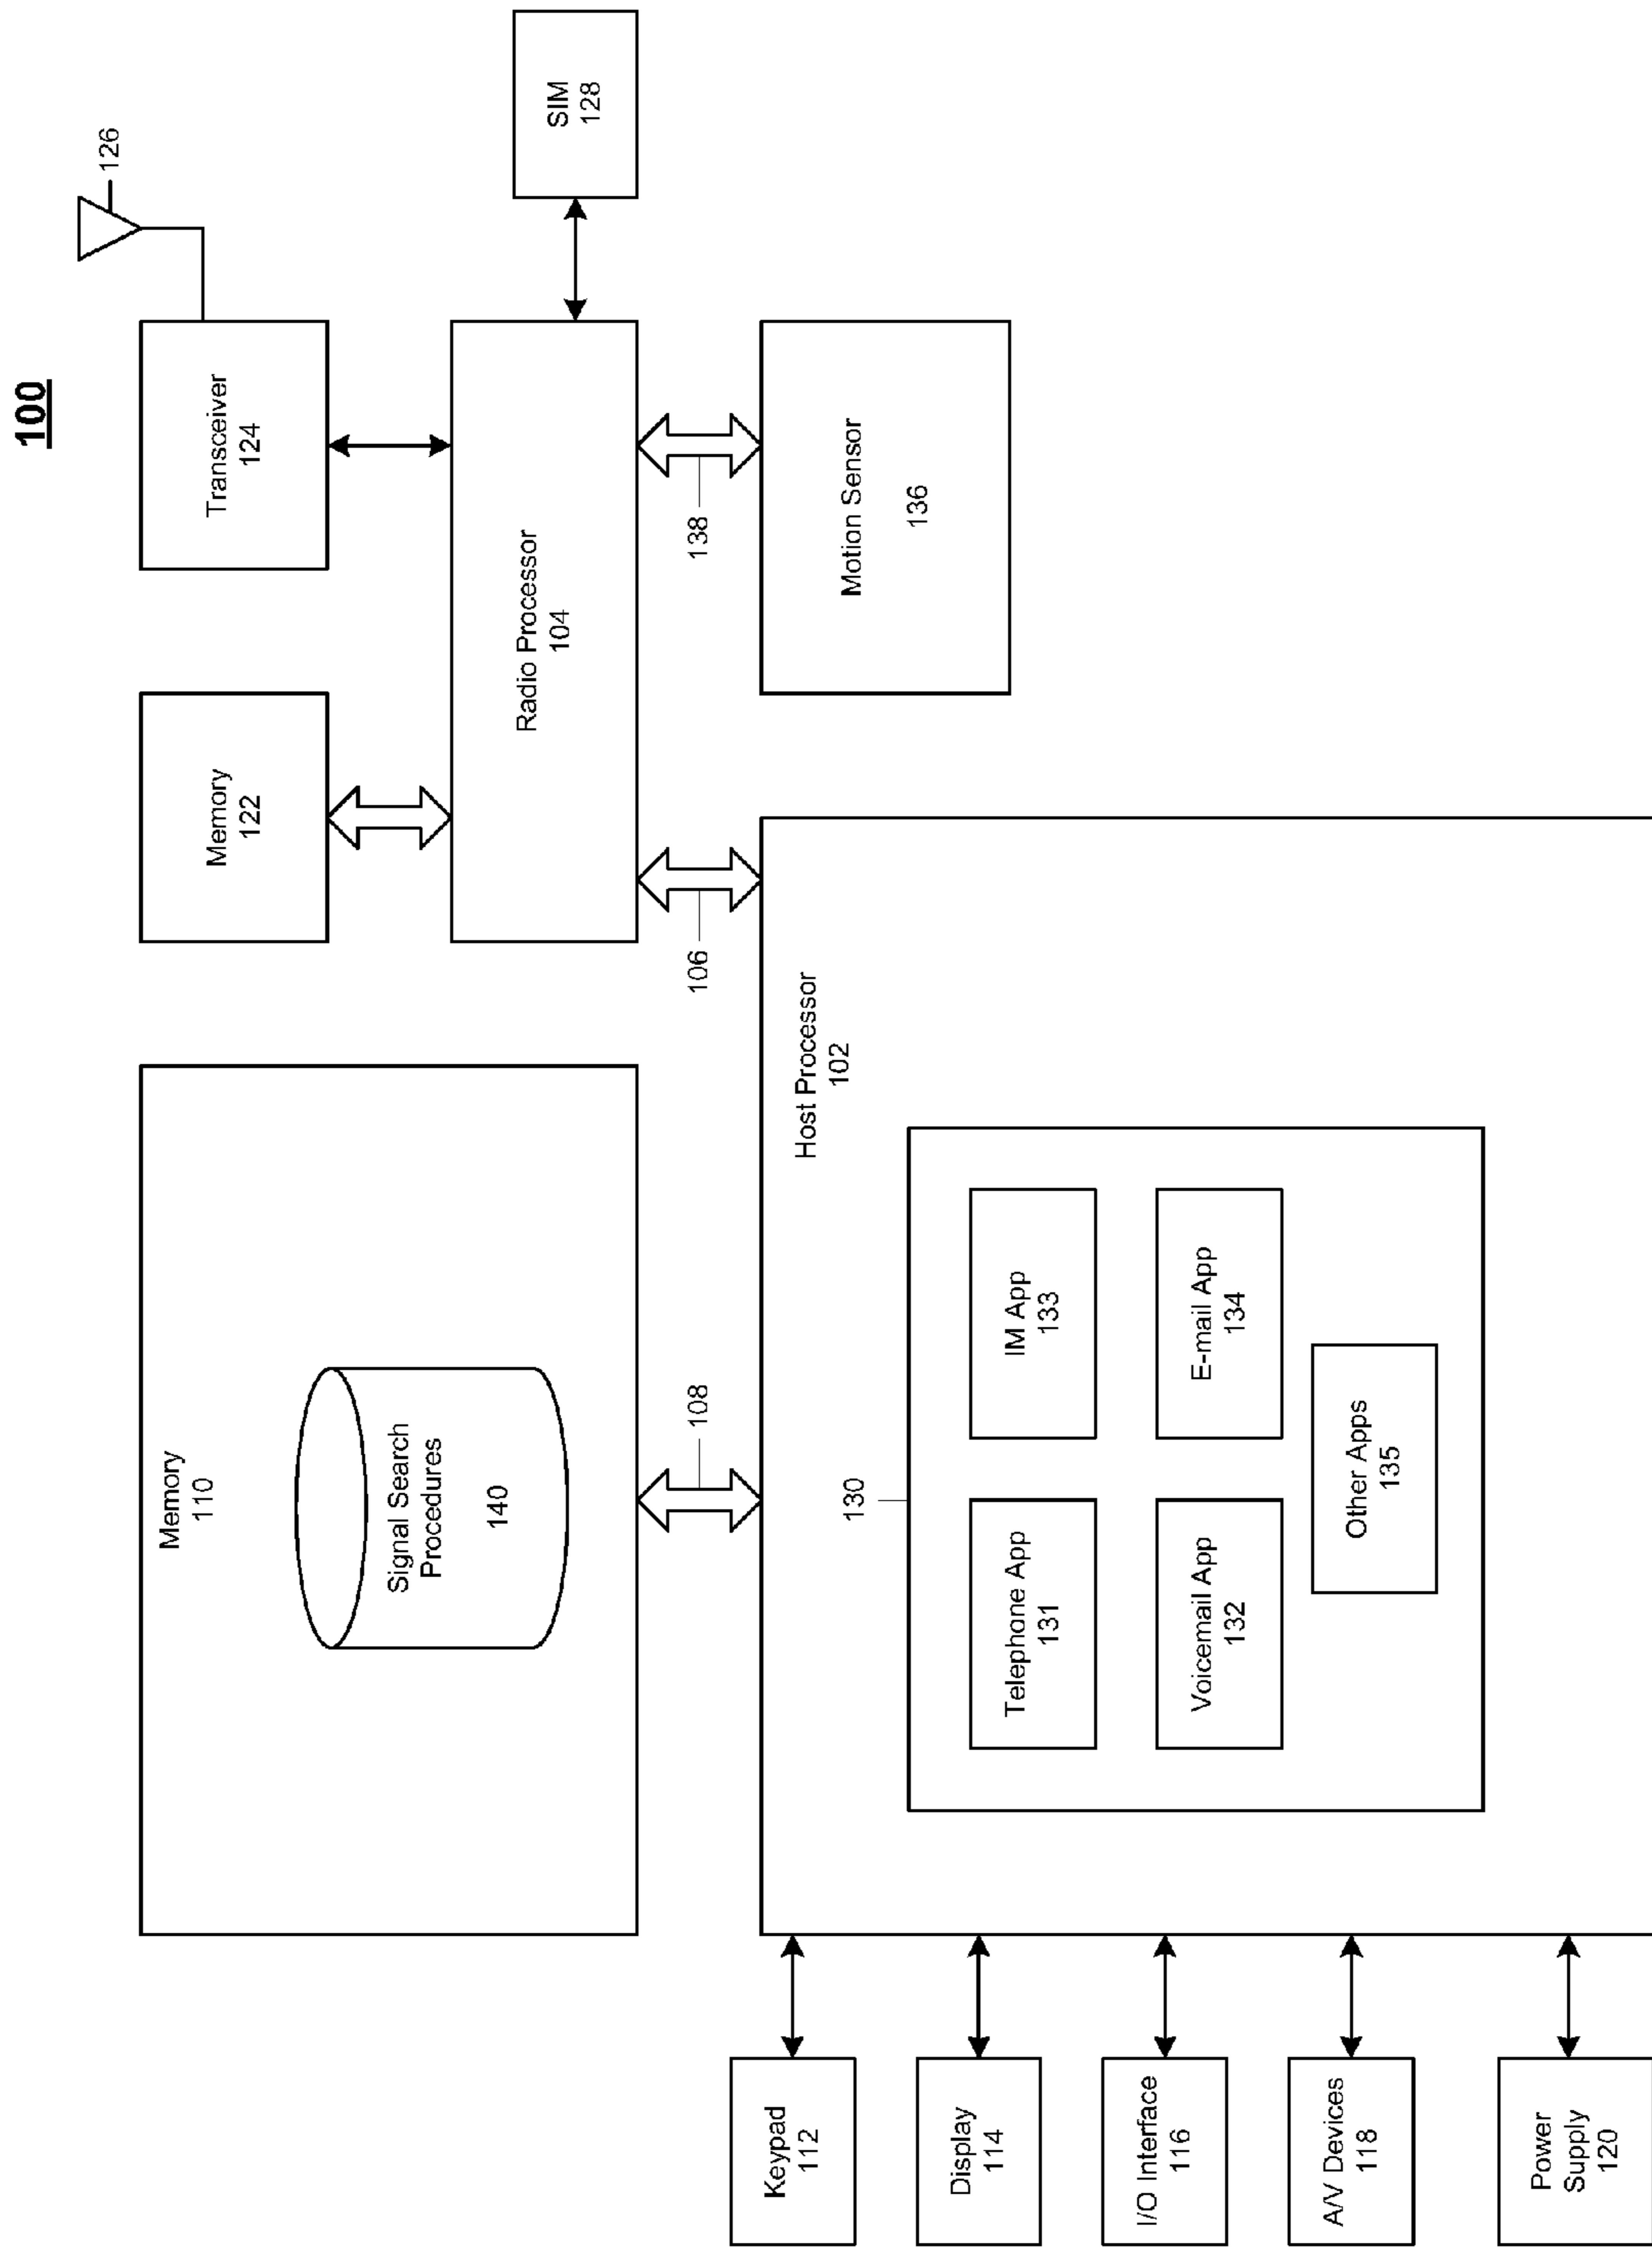 100
126
Memory
110
Signal Search
Procedures
140
Memory
122
Transceiver
124
Radio Processor
104
SIM
128
108
106
138
Host Processor
102
Motion Sensor
136
130
Telephone App
131
IM App
133
Voicemail App
132
E-mail App
134
Other Apps
135
Keypad
112
Display
114
I/O Interface
116
A/V Devices
118
Power
Supply
120